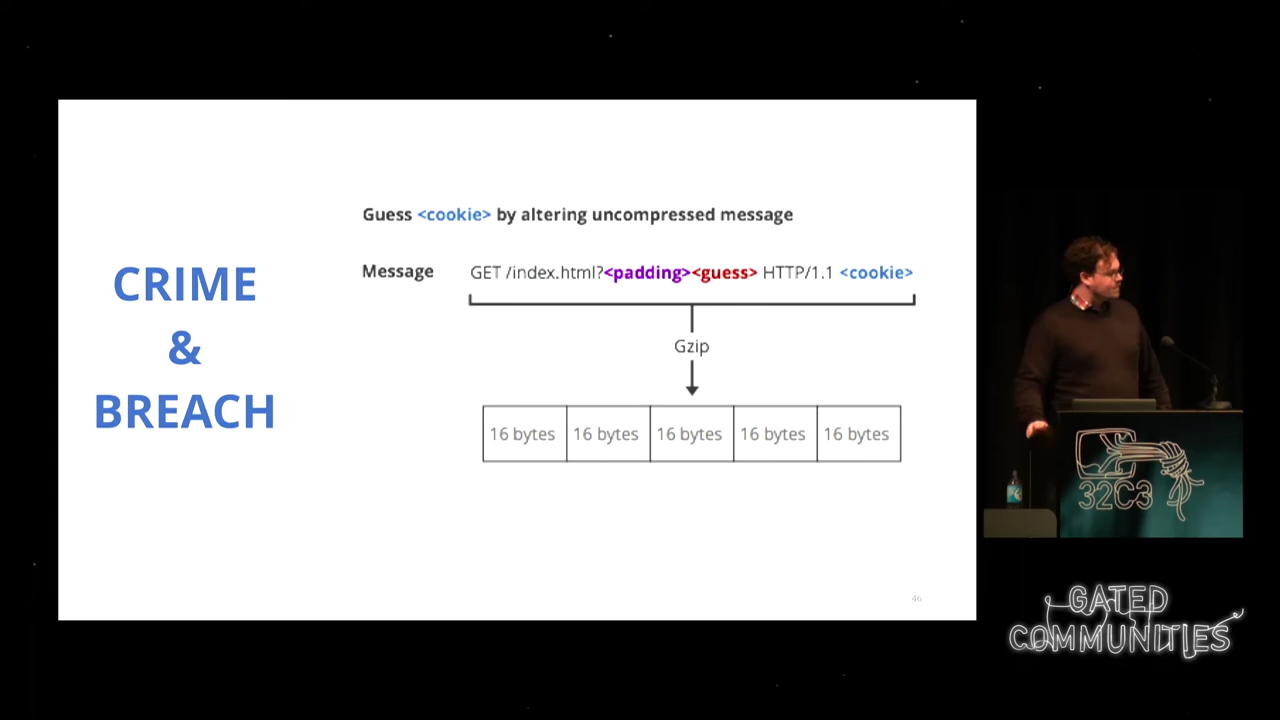 CRIME
&
BREACH
Guess <cookie> by altering uncompressed message
Message GET /index.html?<padding><guess> HTTP/1.1 <cookie>
Gzip
16 bytes 16 bytes 16 bytes 16 bytes 16 bytes
46
32C3
GATED
COMMUNITIES